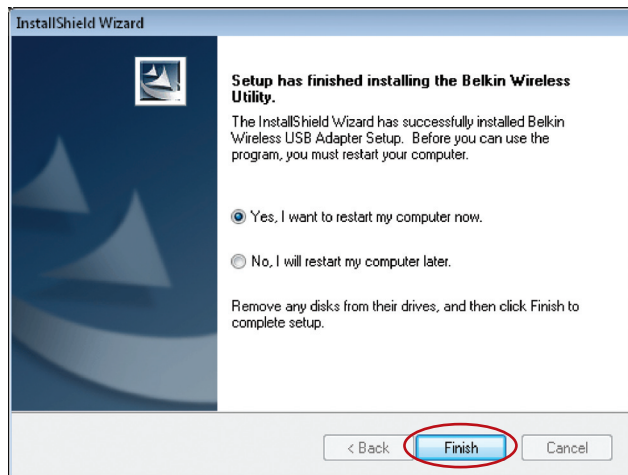 InstallShield Wizard
Setup has finished installing the Belkin Wireless
Utility.
The InstallShield Wizard has successfully installed Belkin
Wireless USB Adapter Setup. Before you can use the
program, you must restart your computer.
Yes, I want to restart my computer now.
No, I will restart my computer later.
Remove any disks from their drives, and then click Finish to
complete setup.
< Back Finish Cancel